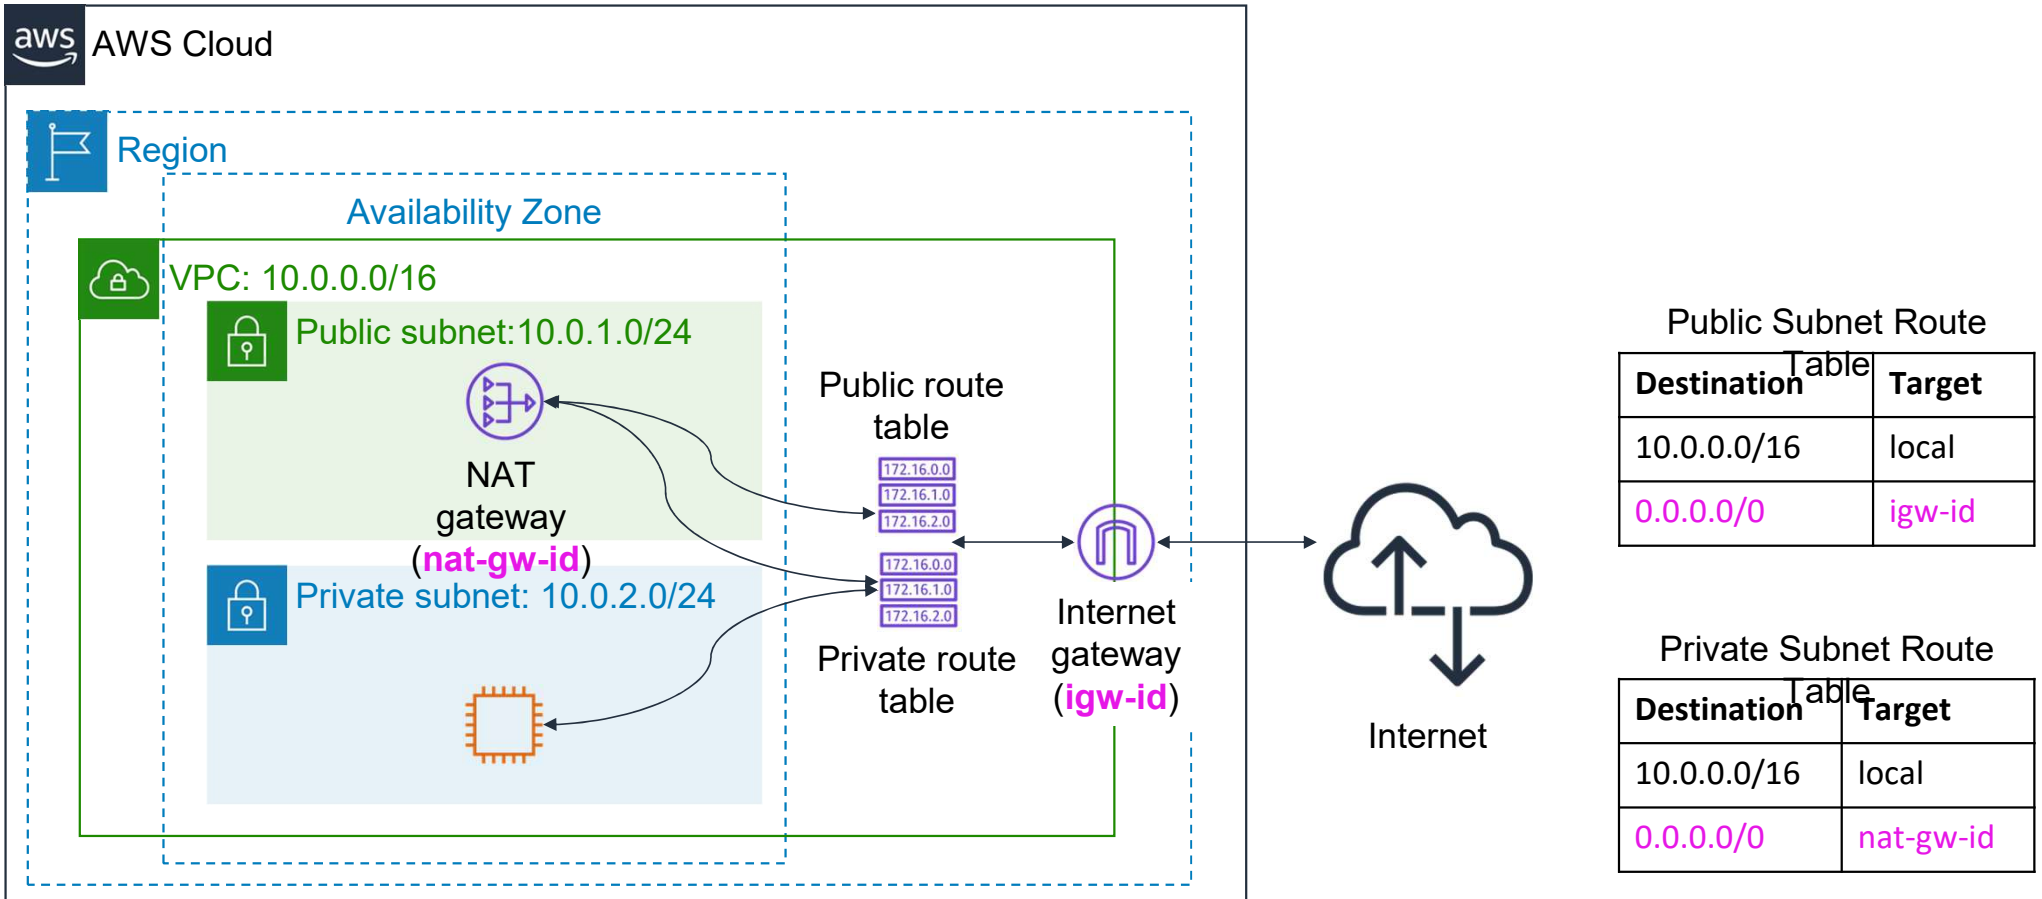 aws
AWS Cloud
Region
Availability Zone
VPC: 10.0.0.0/16
Public subnet:10.0.1.0/24
NAT
gateway
(nat-gw-id)
Private subnet: 10.0.2.0/24
Public route
table
172.16.0.0
172.16.1.0
172.16.2.0
172.16.0.0
172.16.1.0
172.16.2.0
Private route
table
Internet
gateway
(igw-id)
Internet
Public Subnet Route
Table
Destination Target
10.0.0.0/16 local
0.0.0.0/0 igw-id
Private Subnet Route
Table
Destination Target
10.0.0.0/16 local
0.0.0.0/0 nat-gw-id